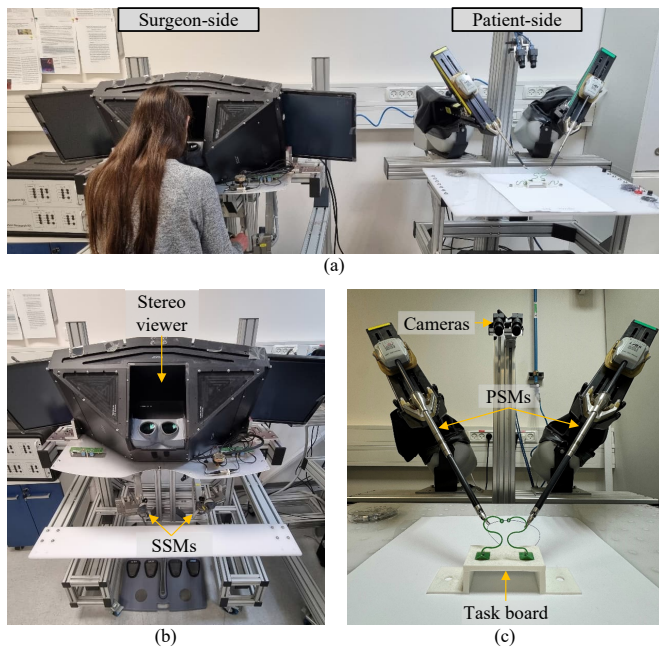 Surgeon-side
Patient-side
(a)
Stereo
viewer
SSMs
(b)
Cameras
PSMs
Task board
(c)